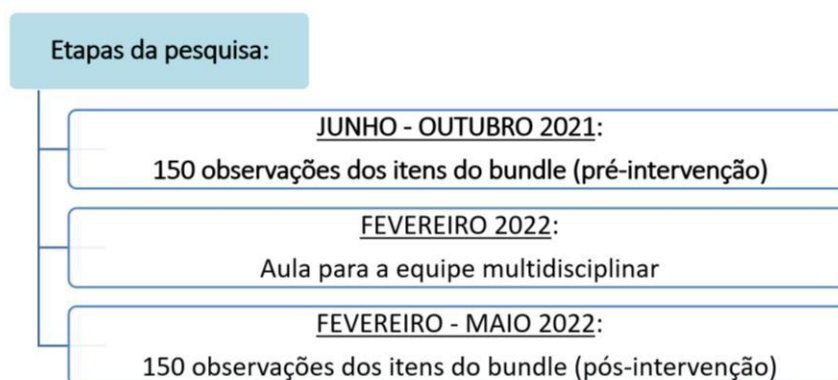 Etapas da pesquisa:
JUNHO - OUTUBRO 2021:
150 observações dos itens do bundle (pré-intervenção)
FEVEREIRO 2022:
Aula para a equipe multidisciplinar
FEVEREIRO - MAIO 2022:
150 observações dos itens do bundle (pós-intervenção)